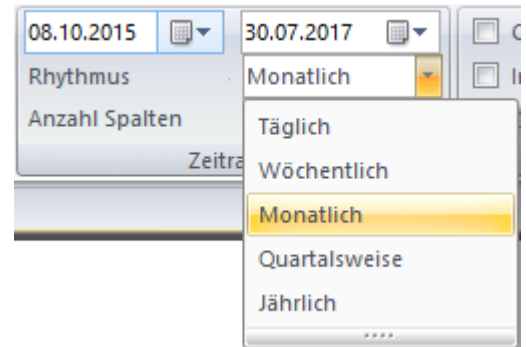 08.10.2015 30.07.2017
Rhythmus Monatlich
Anzahl Spalten
Täglich
Wöchentlich
Monatlich
Quartalsweise
Jährlich